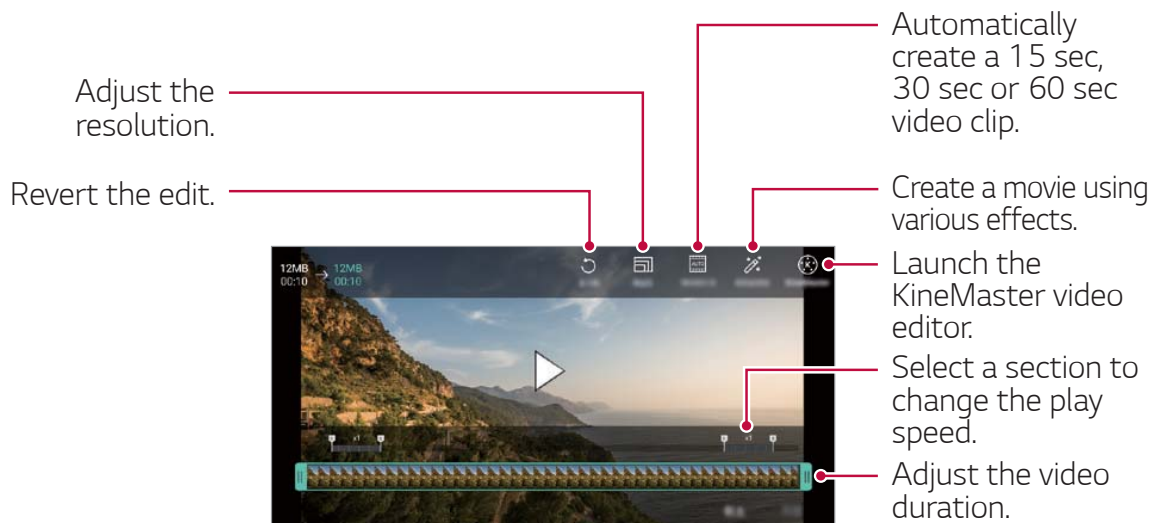 Automatically
create a 15 sec,
30 sec or 60 sec
video clip.
Adjust the
resolution.
Revert the edit.
Create a movie using
various effects.
Launch the
KineMaster video
editor.
Select a section to
change the play
speed.
Adjust the video
duration.
12MB → 12MB
00:10 00:10
AUTO
K
x1
x1